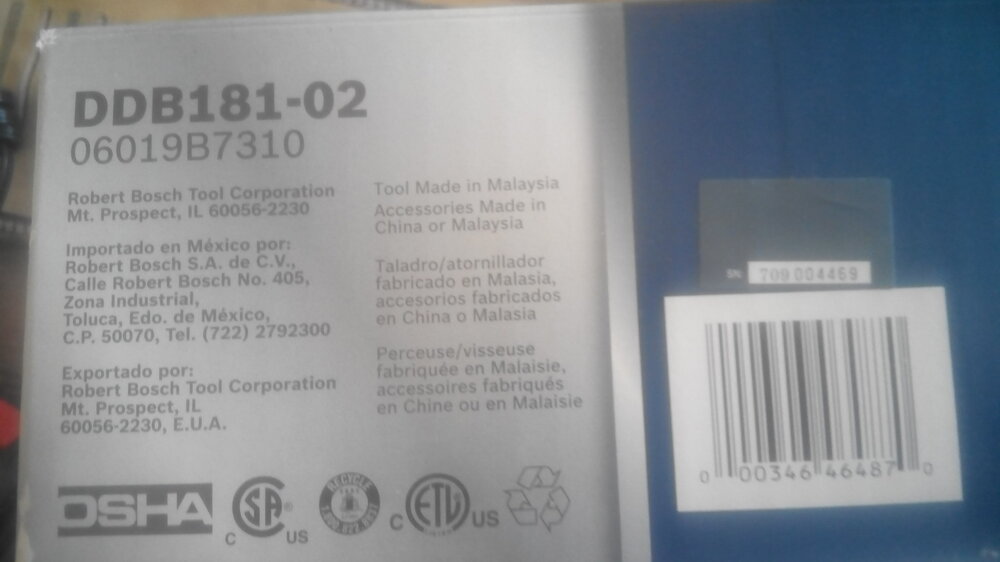 DDB181-02
06019B7310
Robert Bosch Tool Corporation
Mt. Prospect, IL 60056-2230
Importado en México por:
Robert Bosch S.A. de C.V.,
Calle Robert Bosch No. 405,
Zona Industrial,
Toluca, Edo. de México,
C.P. 50070, Tel. (722) 2792300
Exportado por:
Robert Bosch Tool Corporation
Mt. Prospect, IL
60056-2230, E.U.A.
Tool Made in Malaysia
Accessories Made in
China or Malaysia
Taladro/atornillador
fabricado en Malasia,
accesorios fabricados
en China o Malasia
Perceuse/visseuse
fabriquée en Malaisie,
accessoires fabriqués
en Chine ou en Malaisie
OSHA
C SA US
RECYCLE
C ETL US
SN: 709 004469
0 00346 46487 0